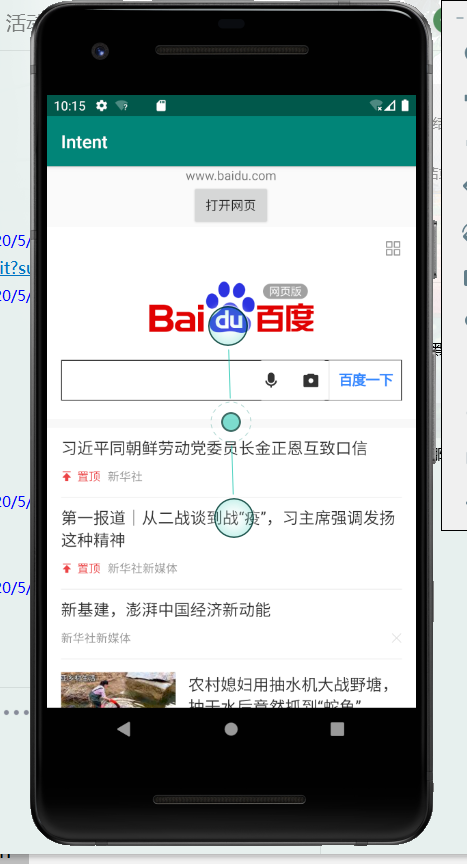 活动
10:15
Intent
www.baidu.com
打开网页
网页版
Bai du 百度
百度一下
20/5/
it?su
20/5/
习近平同朝鲜劳动党委员长金正恩互致口信
置顶 新华社
20/5/
第一报道｜从二战谈到战“疫”，习主席强调发扬
这种精神
置顶 新华社新媒体
20/5/
新基建，澎湃中国经济新动能
新华社新媒体
农村媳妇用抽水机大战野塘，
抽干水后竟然抓到“蛇鱼”